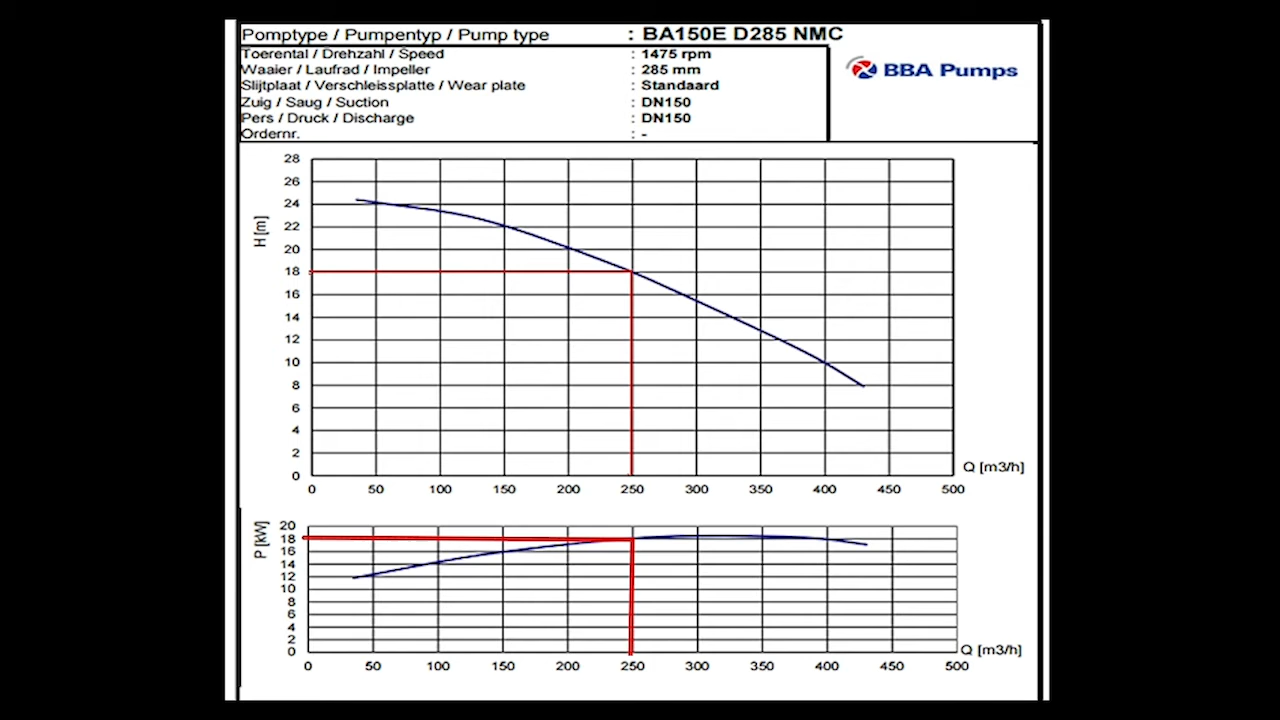 Pomptype / Pumpentyp / Pump type : BA150E D285 NMC
Toerental / Drehzahl / Speed : 1475 rpm
Waaier / Laufrad / Impeller : 285 mm
Slijtplaat / Verschleissplatte / Wear plate : Standaard
Zuig / Saug / Suction : DN150
Pers / Druck / Discharge : DN150
Ordernr. : -
BBA Pumps
H [m]
28
26
24
22
20
18
16
14
12
10
8
6
4
2
0
0 50 100 150 200 250 300 350 400 450 500
Q [m3/h]
P [kW]
20
18
16
14
12
10
8
6
4
2
0
0 50 100 150 200 250 300 350 400 450 500
Q [m3/h]